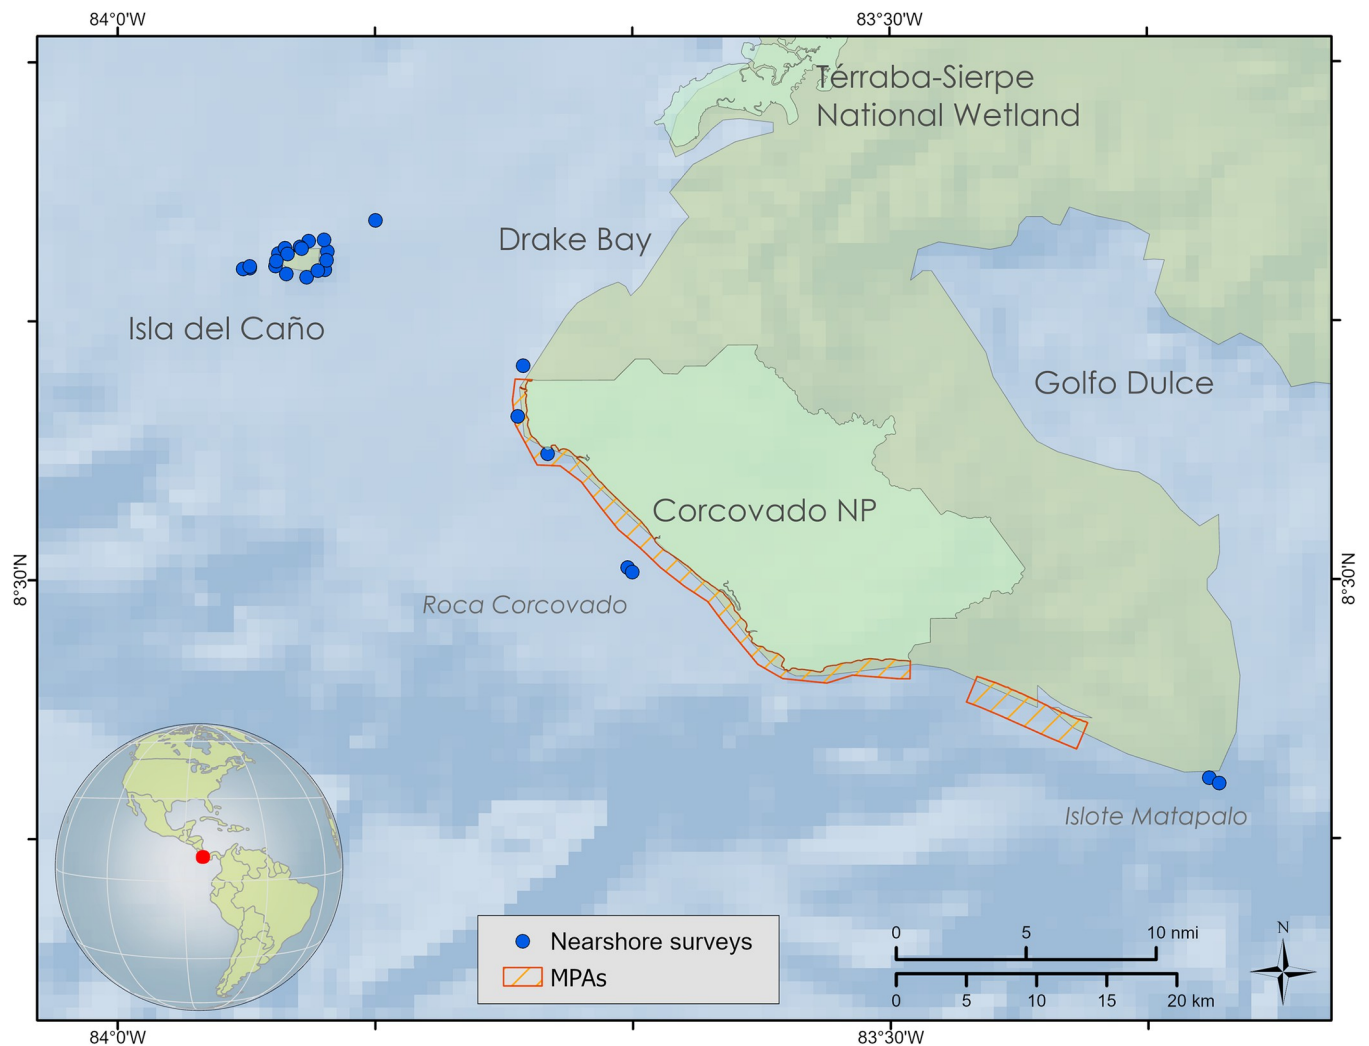 84°0'W
83°30'W
Térraba-Sierpe
National Wetland
Drake Bay
Isla del Caño
Golfo Dulce
Corcovado NP
8°30'N
8°30'N
Roca Corcovado
Islote Matapalo
Nearshore surveys
MPAs
0 5 10 nmi
0 5 10 15 20 km
N
84°0'W
83°30'W